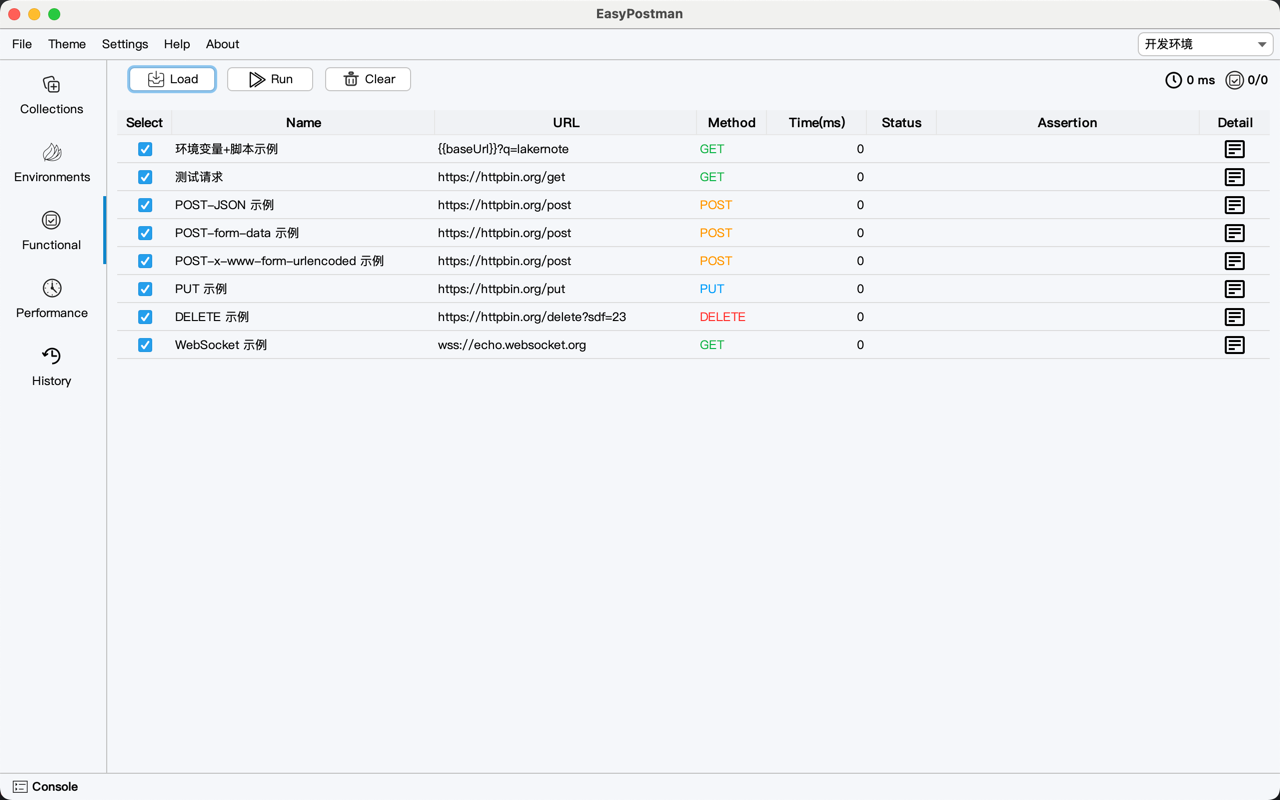 EasyPostman
File Theme Settings Help About 开发环境
Load Run Clear 0 ms 0/0
Collections
Environments
Functional
Performance
History
Select Name URL Method Time(ms) Status Assertion Detail
环境变量+脚本示例 {{baseUrl}}?q=lakernote GET 0
测试请求 https://httpbin.org/get GET 0
POST-JSON 示例 https://httpbin.org/post POST 0
POST-form-data 示例 https://httpbin.org/post POST 0
POST-x-www-form-urlencoded 示例 https://httpbin.org/post POST 0
PUT 示例 https://httpbin.org/put PUT 0
DELETE 示例 https://httpbin.org/delete?sdf=23 DELETE 0
WebSocket 示例 wss://echo.websocket.org GET 0
Console